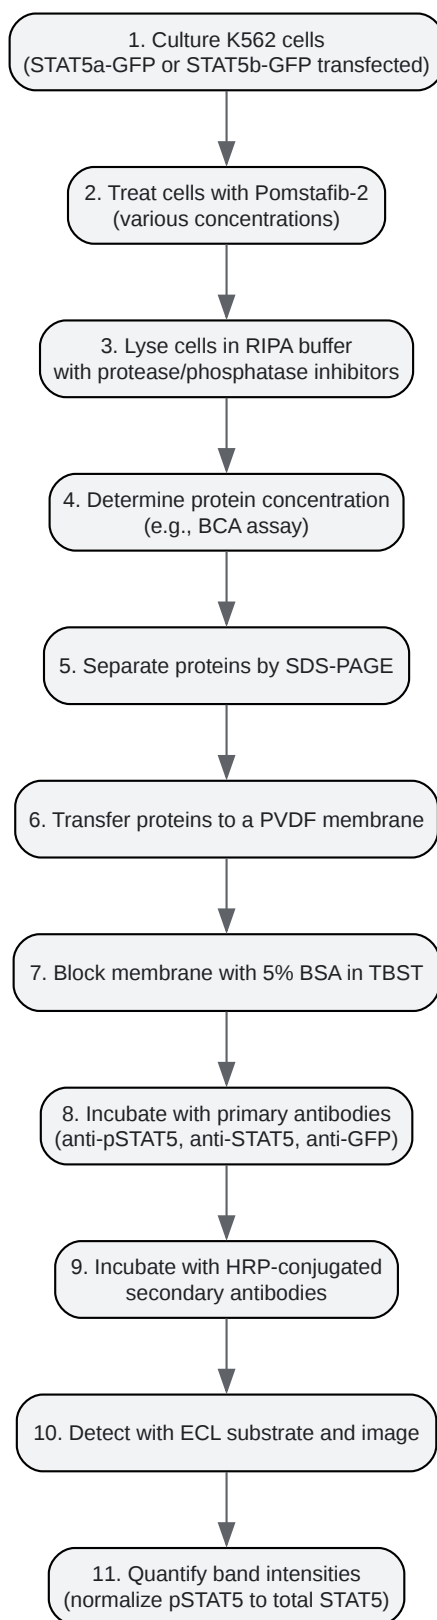 1. Culture K562 cells
(STAT5a-GFP or STAT5b-GFP transfected)
2. Treat cells with Pomstafib-2
(various concentrations)
3. Lyse cells in RIPA buffer
with protease/phosphatase inhibitors
4. Determine protein concentration
(e.g., BCA assay)
5. Separate proteins by SDS-PAGE
6. Transfer proteins to a PVDF membrane
7. Block membrane with 5% BSA in TBST
8. Incubate with primary antibodies
(anti-pSTAT5, anti-STAT5, anti-GFP)
9. Incubate with HRP-conjugated
secondary antibodies
10. Detect with ECL substrate and image
11. Quantify band intensities
(normalize pSTAT5 to total STAT5)